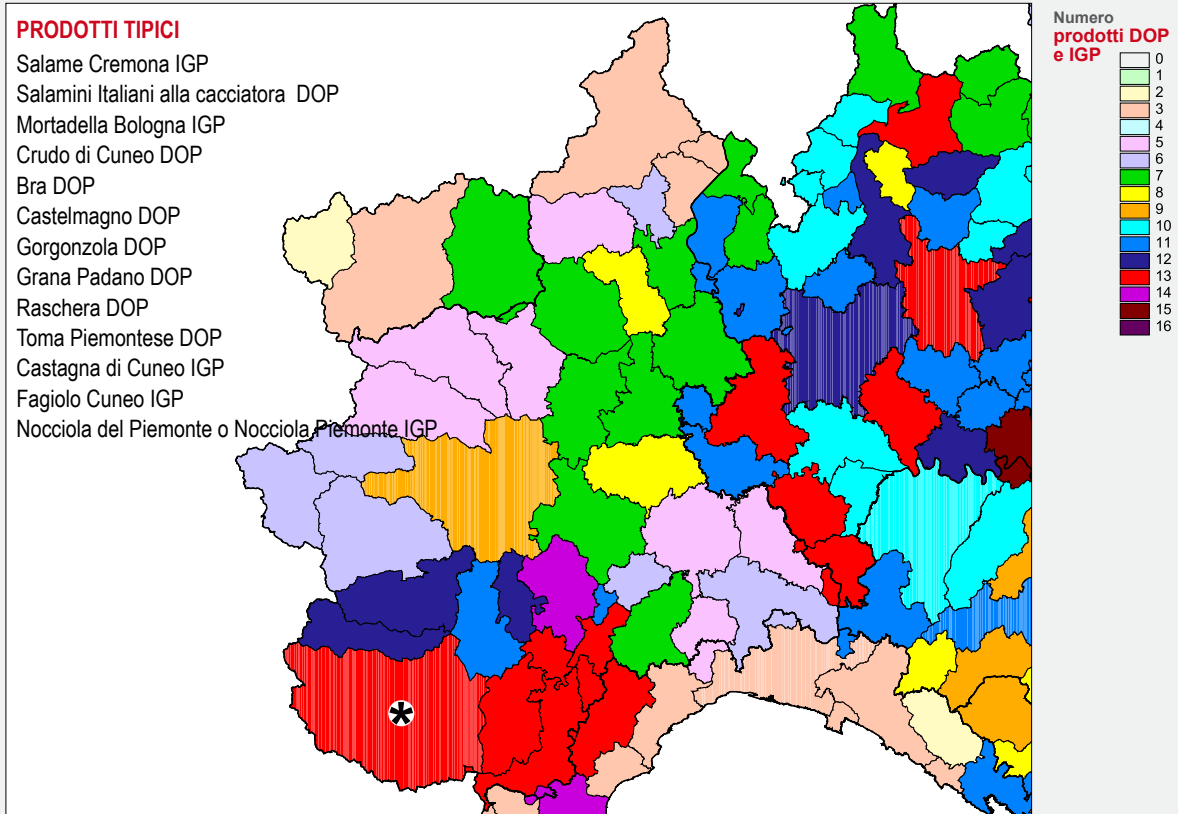 PRODOTTI TIPICI
Salame Cremona IGP
Salamini Italiani alla cacciatora DOP
Mortadella Bologna IGP
Crudo di Cuneo DOP
Bra DOP
Castelmagno DOP
Gorgonzola DOP
Grana Padano DOP
Raschera DOP
Toma Piemontese DOP
Castagna di Cuneo IGP
Fagiolo Cuneo IGP
Nocciola del Piemonte o Nocciola Piemonte IGP
*
Numero
prodotti DOP
e IGP
0
1
2
3
4
5
6
7
8
9
10
11
12
13
14
15
16